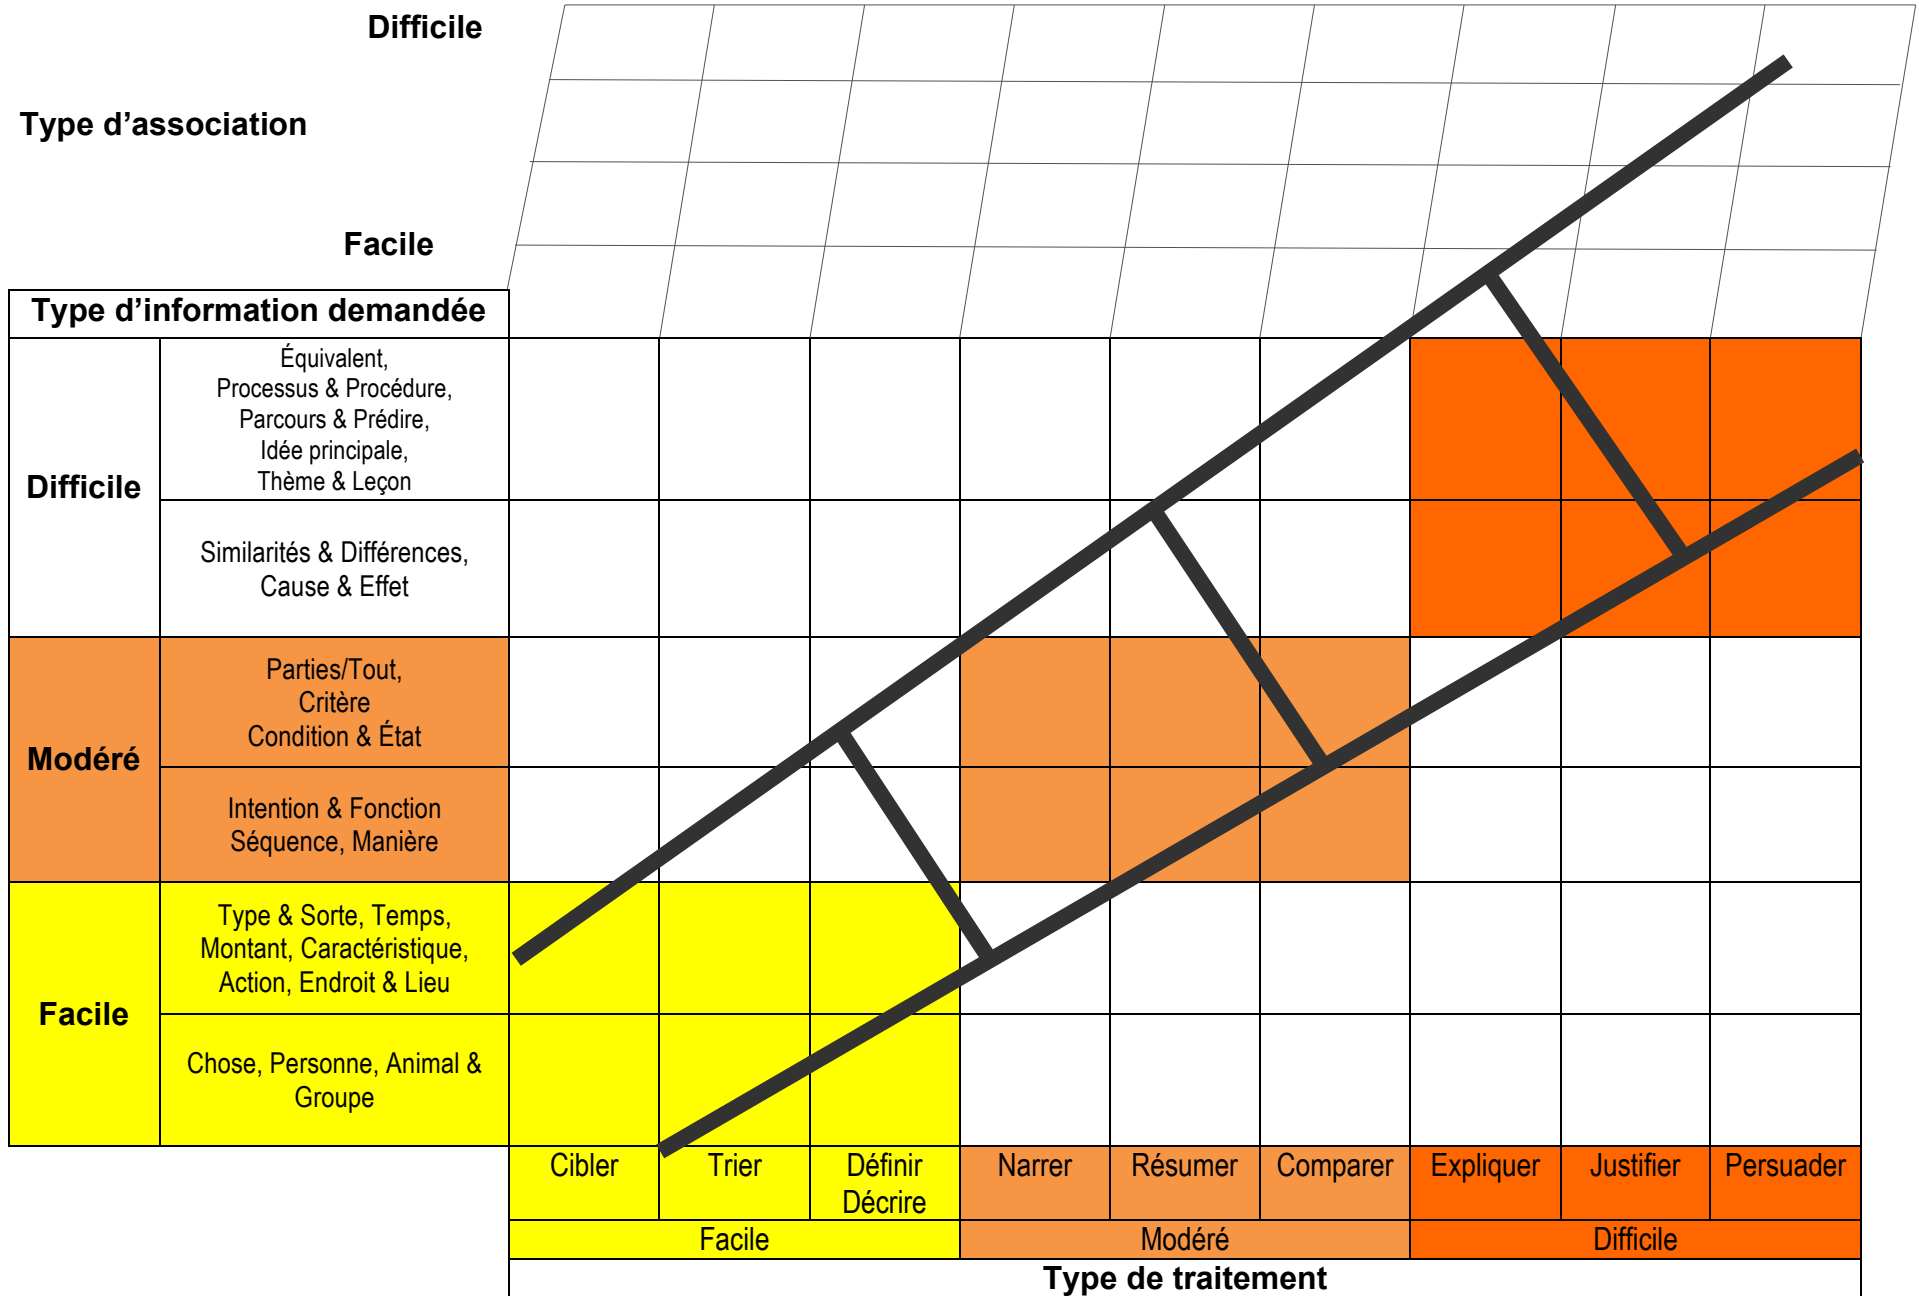 Difficile
Type d’association
Facile
Type d’information demandée
Difficile
Équivalent,
Processus & Procédure,
Parcours & Prédire,
Idée principale,
Thème & Leçon
Similarités & Différences,
Cause & Effet
Modéré
Parties/Tout,
Critère
Condition & État
Intention & Fonction
Séquence, Manière
Facile
Type & Sorte, Temps,
Montant, Caractéristique,
Action, Endroit & Lieu
Chose, Personne, Animal &
Groupe
Cibler
Trier
Définir
Décrire
Narrer
Résumer
Comparer
Expliquer
Justifier
Persuader
Facile
Modéré
Difficile
Type de traitement